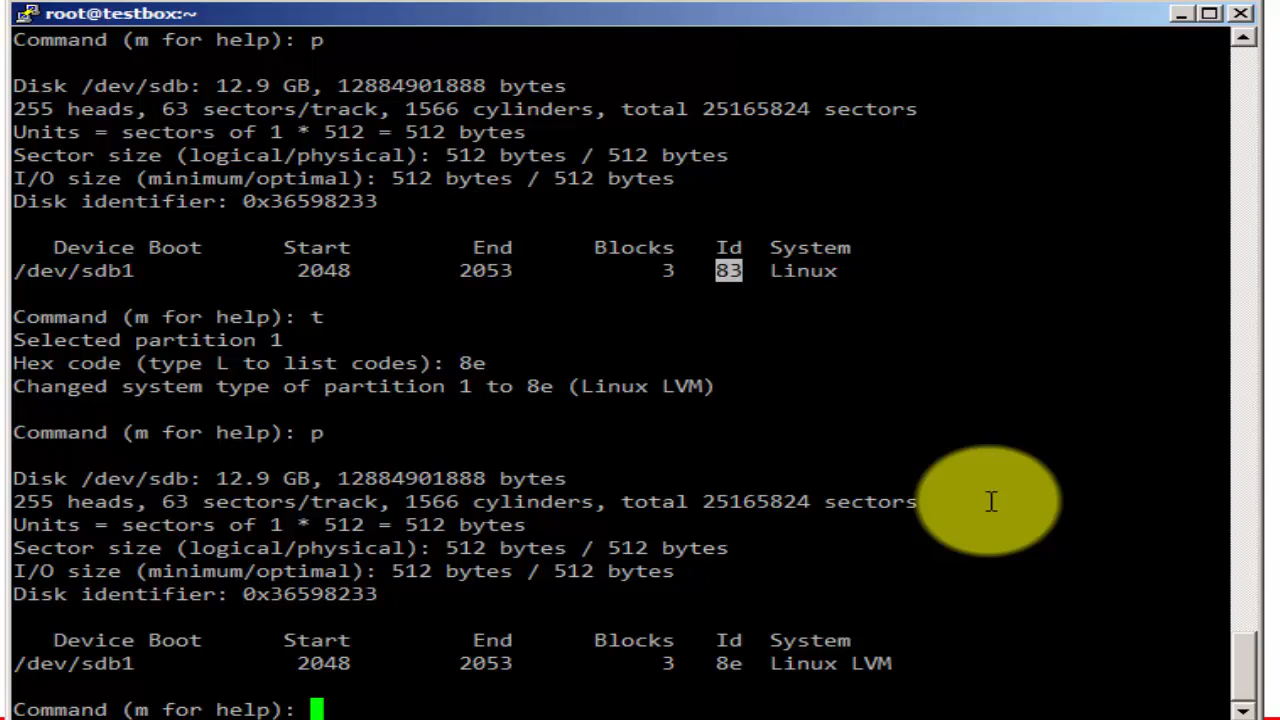 root@testbox:~
Command (m for help): p
Disk /dev/sdb: 12.9 GB, 12884901888 bytes
255 heads, 63 sectors/track, 1566 cylinders, total 25165824 sectors
Units = sectors of 1 * 512 = 512 bytes
Sector size (logical/physical): 512 bytes / 512 bytes
I/O size (minimum/optimal): 512 bytes / 512 bytes
Disk identifier: 0x36598233
Device Boot Start End Blocks Id System
/dev/sdb1 2048 2053 3 83 Linux
Command (m for help): t
Selected partition 1
Hex code (type L to list codes): 8e
Changed system type of partition 1 to 8e (Linux LVM)
Command (m for help): p
Disk /dev/sdb: 12.9 GB, 12884901888 bytes
255 heads, 63 sectors/track, 1566 cylinders, total 25165824 sectors
Units = sectors of 1 * 512 = 512 bytes
Sector size (logical/physical): 512 bytes / 512 bytes
I/O size (minimum/optimal): 512 bytes / 512 bytes
Disk identifier: 0x36598233
Device Boot Start End Blocks Id System
/dev/sdb1 2048 2053 3 8e Linux LVM
Command (m for help):